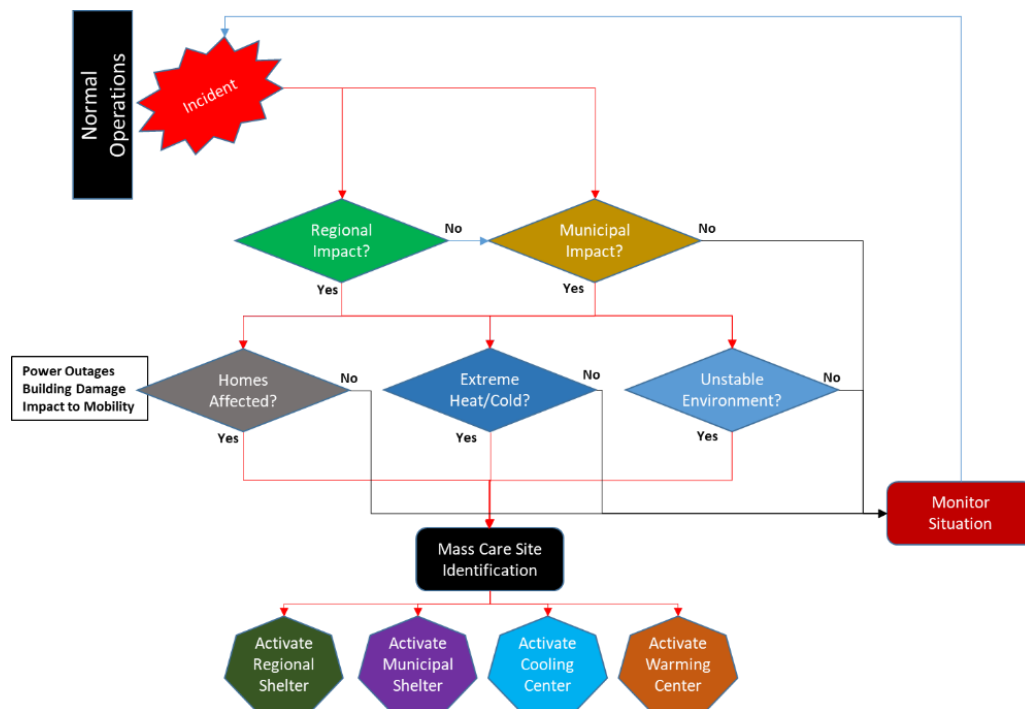 Normal
Operations
Incident
Regional
Impact?
No
Municipal
Impact?
No
Yes
Yes
Power Outages
Building Damage
Impact to Mobility
Homes
Affected?
No
Extreme
Heat/Cold?
No
Unstable
Environment?
No
Yes
Yes
Yes
Monitor
Situation
Mass Care Site
Identification
Activate
Regional
Shelter
Activate
Municipal
Shelter
Activate
Cooling
Center
Activate
Warming
Center